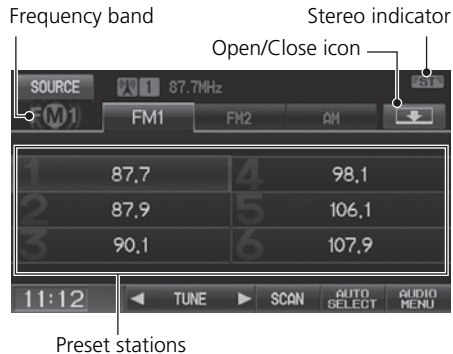 Frequency band
Stereo indicator
Open/Close icon
SOURCE 1 87.7MHz ST
M 1 FM1 FM2 AM
1 87.7 4 98.1
2 87.9 5 106.1
3 90.1 6 107.9
11:12 TUNE SCAN AUTO SELECT AUDIO MENU
Preset stations